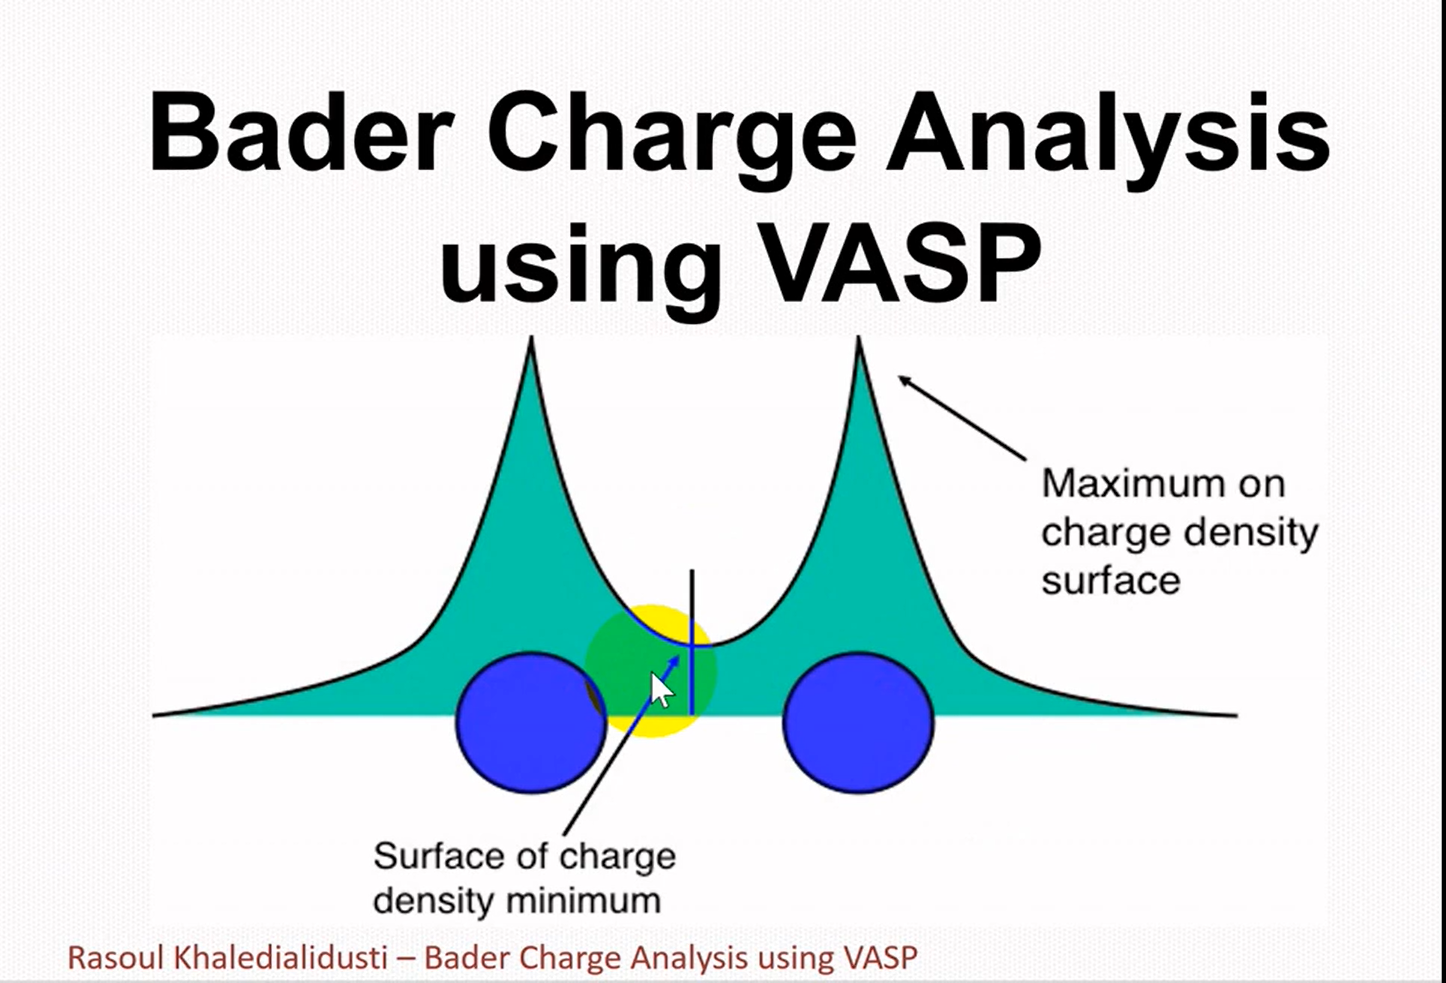 Bader Charge Analysis
using VASP
Maximum on
charge density
surface
Surface of charge
density minimum
Rasoul Khaledialidusti – Bader Charge Analysis using VASP